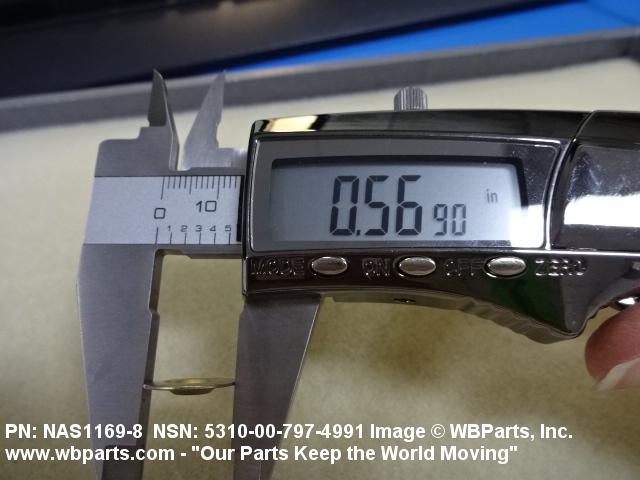 0.5690 in
0 10
1 2 3 4 5
MODE ON OFF ZERO
PN: NAS1169-8 NSN: 5310-00-797-4991 Image © WBParts, Inc.
www.wbparts.com - "Our Parts Keep the World Moving"